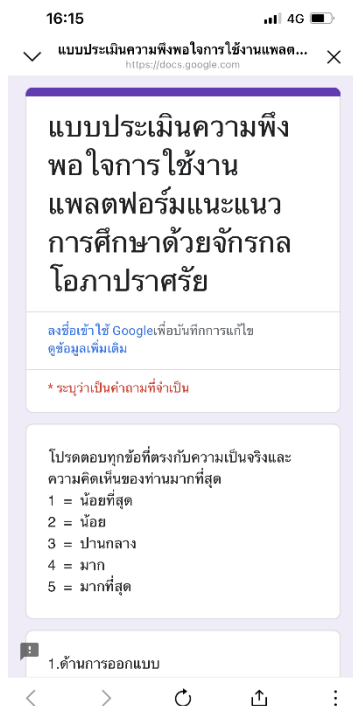 16:15
4G
แบบประเมินความพึงพอใจการใช้งานแพลต...
https://docs.google.com
แบบประเมินความพึง
พอใจการใช้งาน
แพลตฟอร์มแนะแนว
การศึกษาด้วยจักรกล
โอภาปราศรัย
ลงชื่อเข้าใช้ Googleเพื่อบันทึกการแก้ไข
ดูข้อมูลเพิ่มเติม
* ระบุว่าเป็นคำถามที่จำเป็น
โปรดตอบทุกข้อที่ตรงกับความเป็นจริงและ
ความคิดเห็นของท่านมากที่สุด
1 = น้อยที่สุด
2 = น้อย
3 = ปานกลาง
4 = มาก
5 = มากที่สุด
1.ด้านการออกแบบ